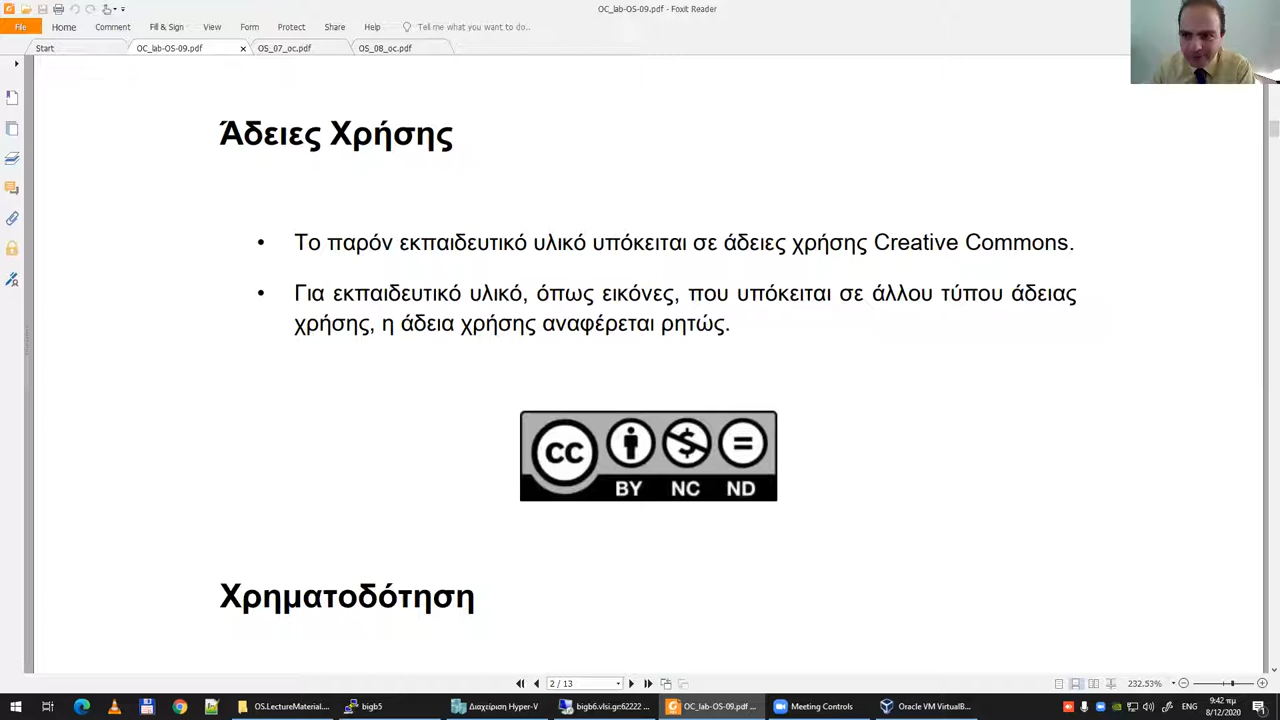 OC_lab-OS-09.pdf - Foxit Reader
File Home Comment Fill & Sign View Form Protect Share Help Tell me what you want to do..
Start OC_lab-OS-09.pdf OS_07_oc.pdf OS_08_oc.pdf
Άδειες Χρήσης
• Το παρόν εκπαιδευτικό υλικό υπόκειται σε άδειες χρήσης Creative Commons.
• Για εκπαιδευτικό υλικό, όπως εικόνες, που υπόκειται σε άλλου τύπου άδειας
χρήσης, η άδεια χρήσης αναφέρεται ρητώς.
CC
BY NC ND
Χρηματοδότηση
2 / 13 232.53%
OS.LectureMaterial.... bigb5 Διαχείριση Hyper-V bigb6.vlsi.gr:62222 ... OC_lab-OS-09.pdf ... Meeting Controls Oracle VM VirtualB... 9:42 πμ
8/12/2020